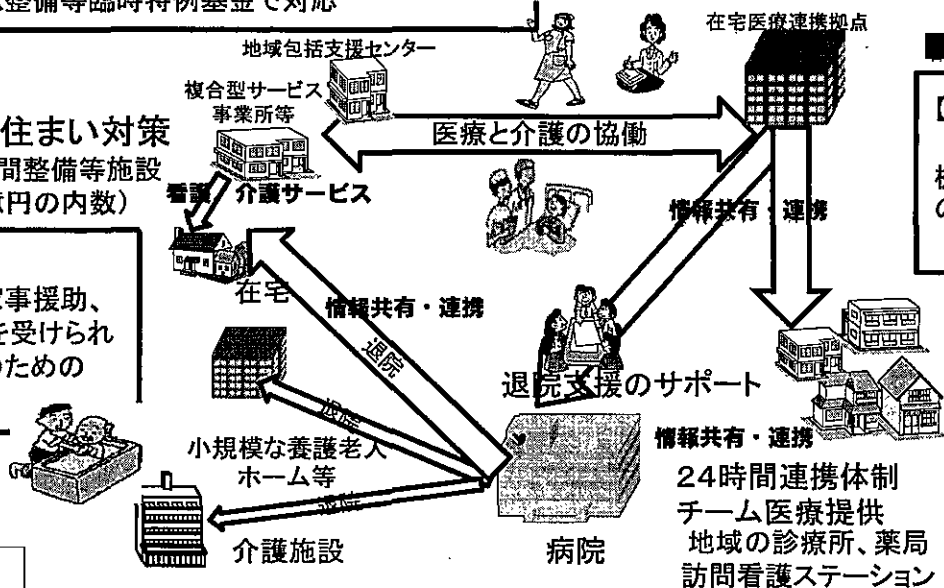 整備等臨時特例基金で対応
在宅医療連携拠点
地域包括支援センター
複合型サービス
事業所等
住まい対策
間整備等施設
円の内数）
医療と介護の協働
看護 介護サービス
情報共有・連携
在宅
事援助、
を受けられ
のための
情報共有・連携
退院
退院支援のサポート
退院
小規模な養護老人
ホーム等
退院
情報共有・連携
介護施設
病院
24時間連携体制
チーム医療提供
地域の診療所、薬局
訪問看護ステーション
の